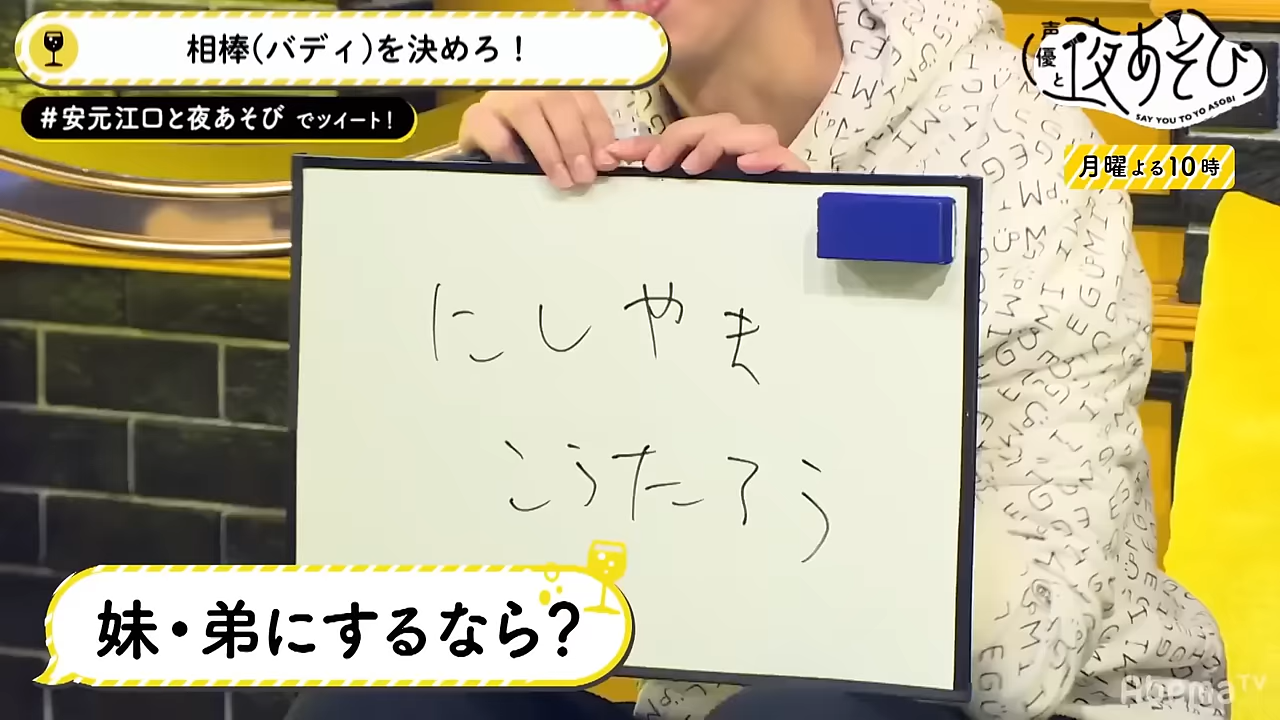 相棒(バディ)を決めろ!
#安元江口と夜あそび でツイート!
声優と夜あそび
SAY YOU TO YO ASOBI
月曜よる10時
にしやま
こうたろう
妹・弟にするなら?
AbemaTV